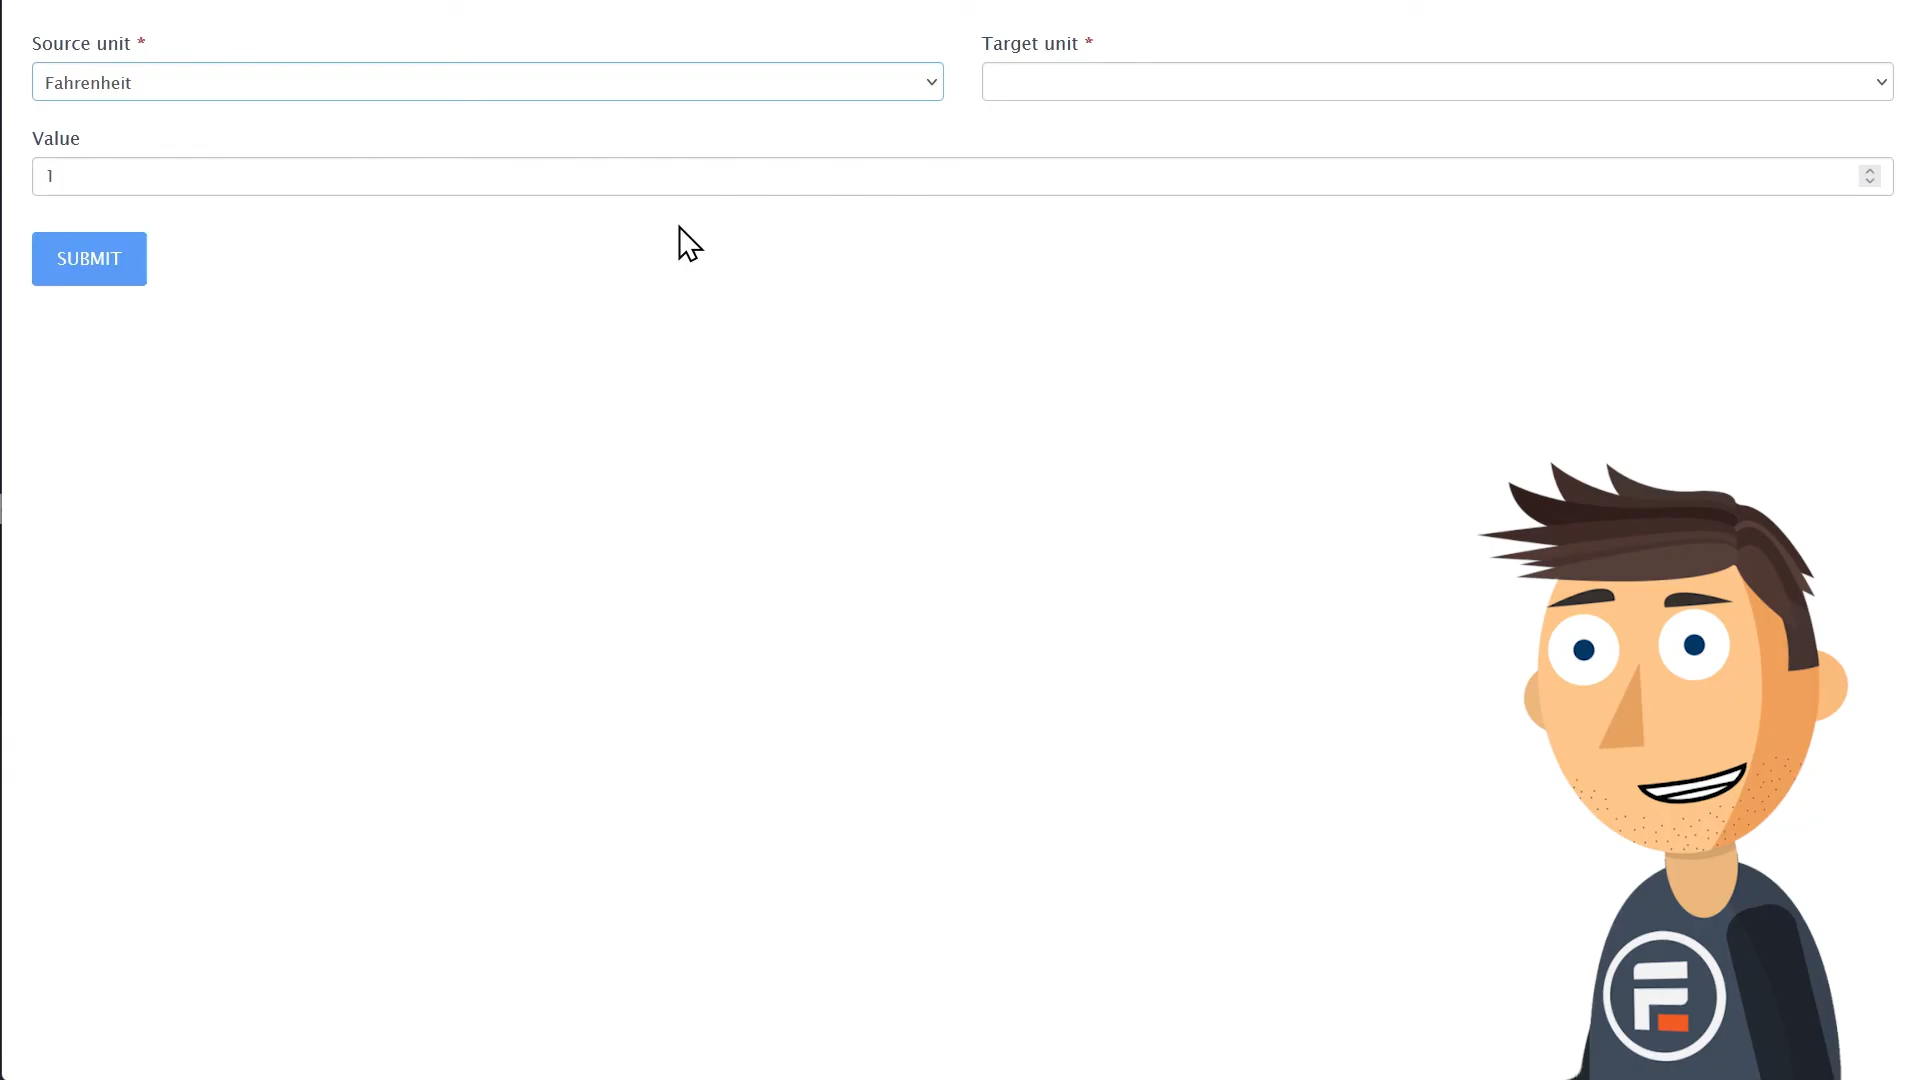 Source unit *
Target unit *
Fahrenheit
Value
1
SUBMIT